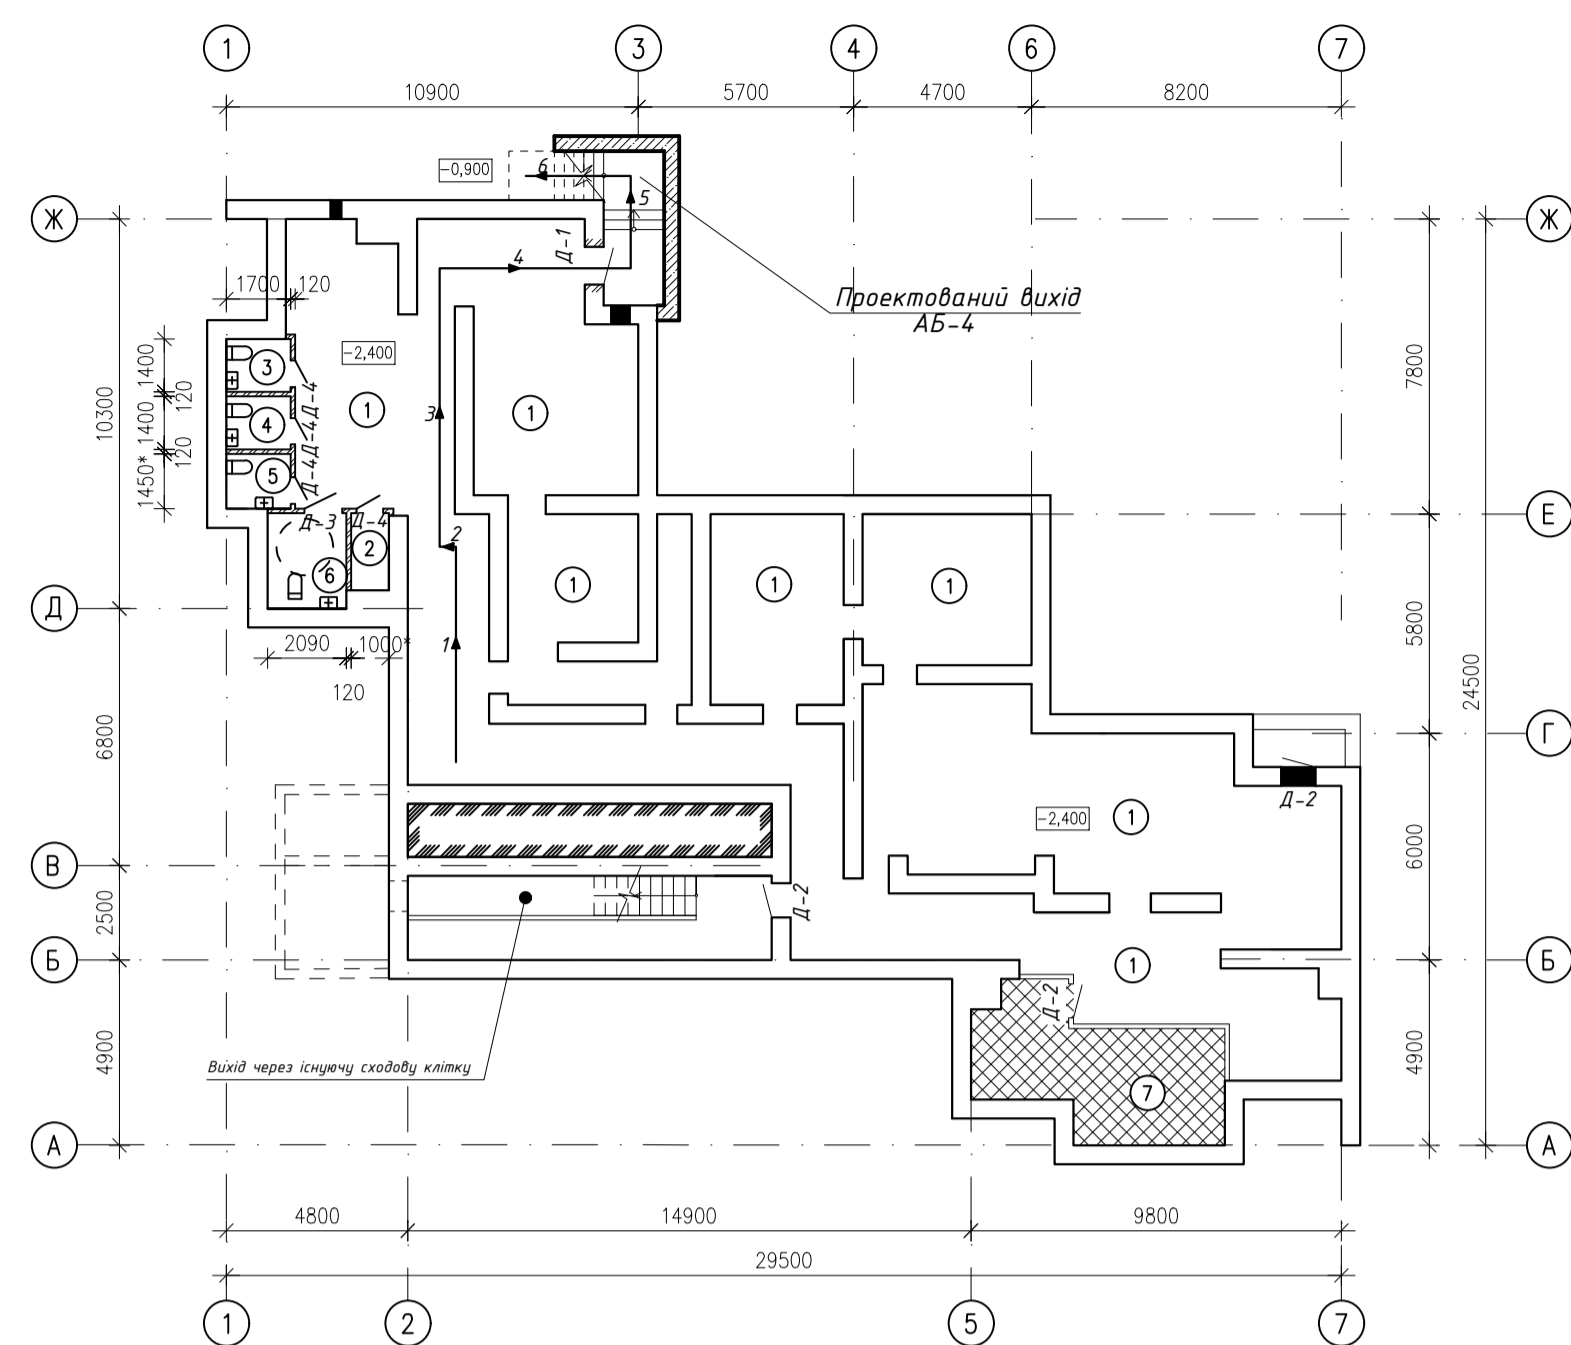 1 3 4 6 7
10900 5700 4700 8200
-0,900
6
5
Ж Ж
Д-1
4
1700 120
Проектований вихід
АБ-4
-2,400
1400
3
Д-4
120
10300
1400
4
Д-4
1
3
1
7800
120
1450*
5
Д-4
Е
Д-3 Д-4
2
2
6
1 1 1
Д
1
2090 1000*
120
5800
24500
6800
Г
Д-2
-2,400
1
6000
В
2500
Д-2
Б
1
Б
Д-2
4900
Вихід через існуючу сходову клітку
7
4900
А А
4800 14900 9800
29500
1 2 5 7